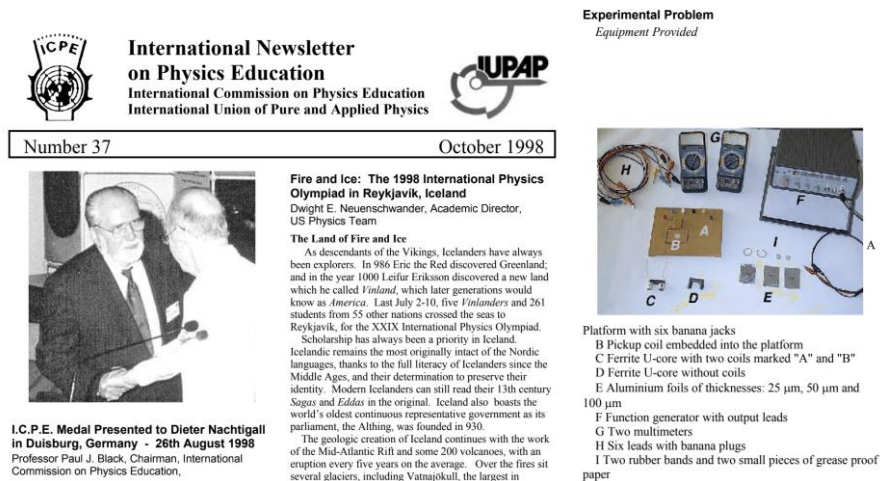 ICPE
International Newsletter
on Physics Education
International Commission on Physics Education
International Union of Pure and Applied Physics
IUPAP
Number 37
October 1998
I.C.P.E. Medal Presented to Dieter Nachtigall
in Duisburg, Germany - 26th August 1998
Professor Paul J. Black, Chairman, International
Commission on Physics Education,
Fire and Ice: The 1998 International Physics
Olympiad in Reykjavík, Iceland
Dwight E. Neuenschwander, Academic Director,
US Physics Team
The Land of Fire and Ice
As descendants of the Vikings, Icelanders have always
been explorers. In 986 Eric the Red discovered Greenland;
and in the year 1000 Leifur Eriksson discovered a new land
which he called Vinland, which later generations would
know as America. Last July 2-10, five Vinlanders and 261
students from 55 other nations crossed the seas to
Reykjavik, for the XXIX International Physics Olympiad.
Scholarship has always been a priority in Iceland.
Icelandic remains the most originally intact of the Nordic
languages, thanks to the full literacy of Icelanders since the
Middle Ages, and their determination to preserve their
identity. Modern Icelanders can still read their 13th century
Sagas and Eddas in the original. Iceland also boasts the
world's oldest continuous representative government as its
parliament, the Althing, was founded in 930.
The geologic creation of Iceland continues with the work
of the Mid-Atlantic Rift and some 200 volcanoes, with an
eruption every five years on the average. Over the fires sit
several glaciers, including Vatnajökull, the largest in
Experimental Problem
Equipment Provided
G
H
F
A
B
I
C
D
E
A
Platform with six banana jacks
B Pickup coil embedded into the platform
C Ferrite U-core with two coils marked "A" and "B"
D Ferrite U-core without coils
E Aluminium foils of thicknesses: 25 μm, 50 μm and
100 μm
F Function generator with output leads
G Two multimeters
H Six leads with banana plugs
I Two rubber bands and two small pieces of grease proof
paper